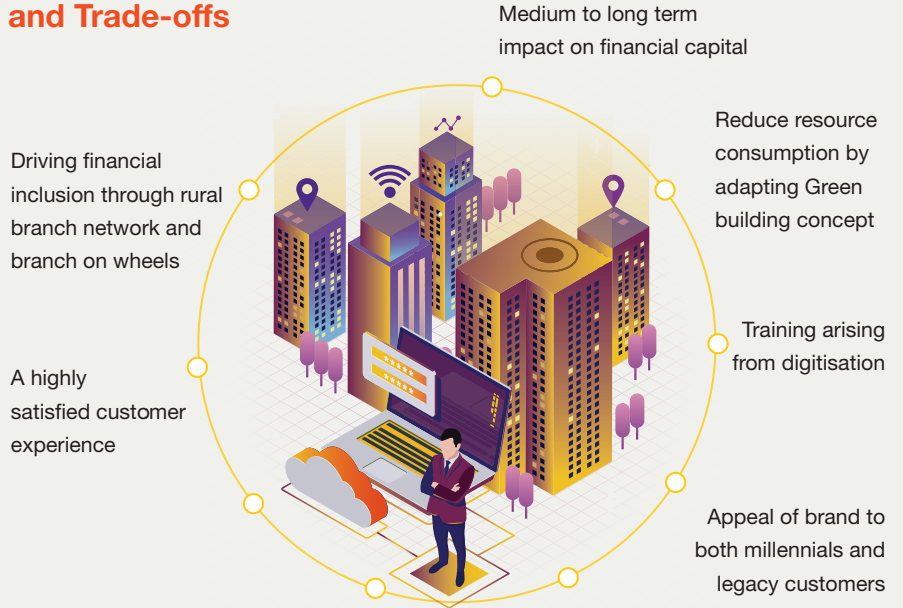 and Trade-offs
Medium to long term
impact on financial capital
Reduce resource
consumption by
adapting Green
building concept
Training arising
from digitisation
Appeal of brand to
both millennials and
legacy customers
Driving financial
inclusion through rural
branch network and
branch on wheels
A highly
satisfied customer
experience